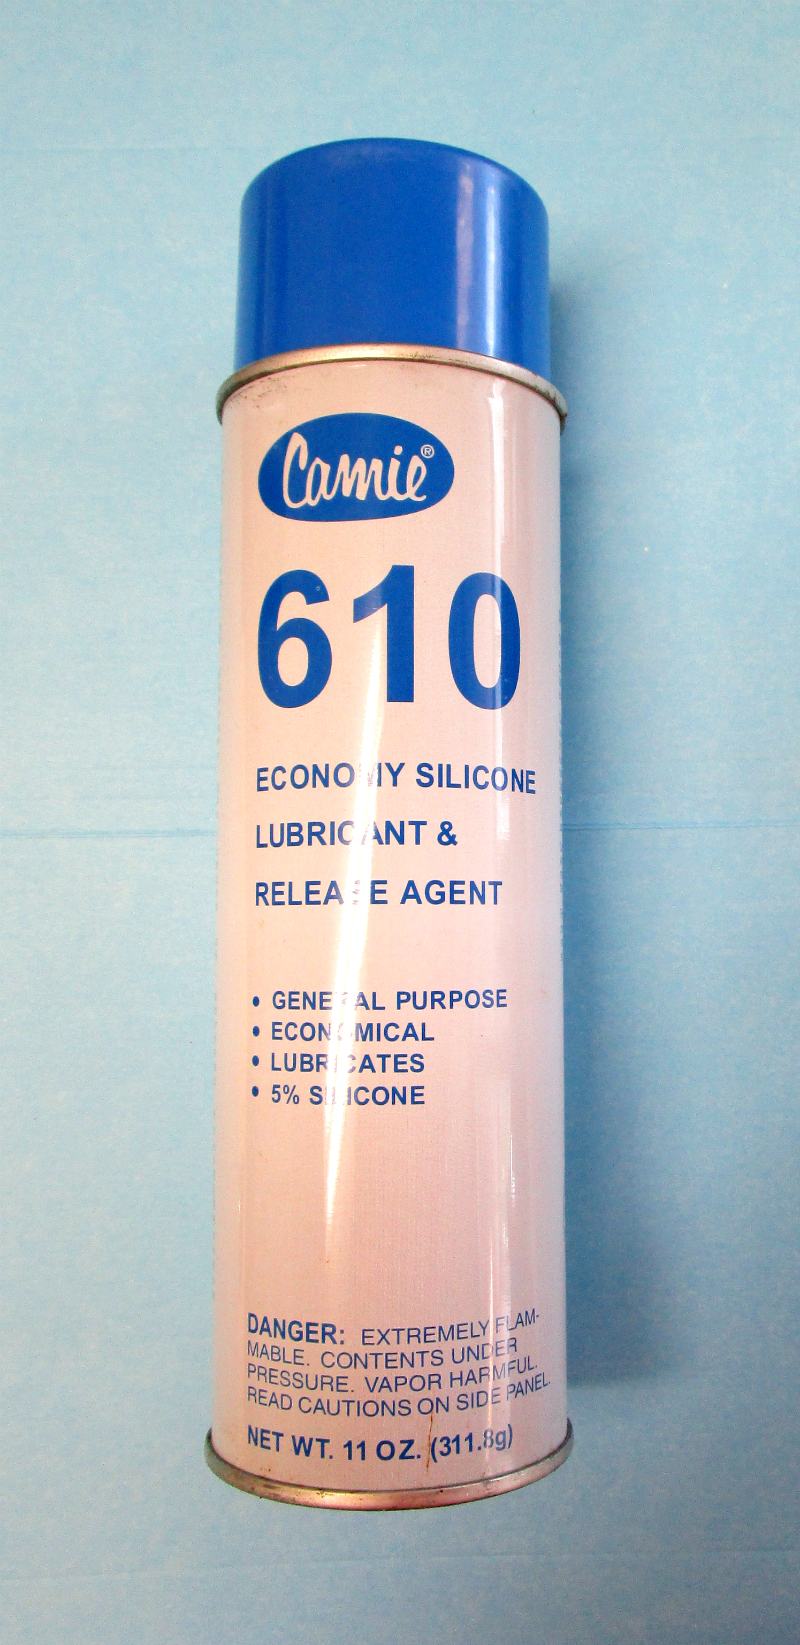 Camie®
610
ECONOMY SILICONE
LUBRICANT &
RELEASE AGENT
• GENERAL PURPOSE
• ECONOMICAL
• LUBRICATES
• 5% SILICONE
DANGER: EXTREMELY FLAM-
MABLE. CONTENTS UNDER
PRESSURE. VAPOR HARMFUL.
READ CAUTIONS ON SIDE PANEL.
NET WT. 11 OZ. (311.8g)